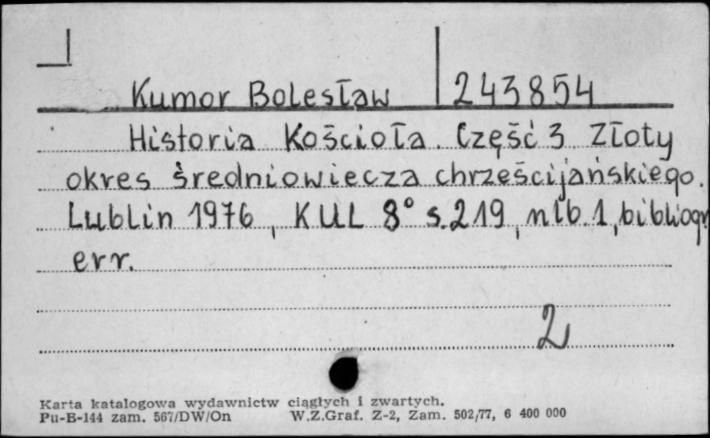 Kumor Bolesław 243854
Historia Kościoła. Część 3 Złoty
okres średniowiecza chrześcijańskiego.
Lublin 1976, KUL 8° s.219, nlb.1, bibliogr
err.
2
Karta katalogowa wydawnictw ciągłych i zwartych.
Pu-B-144 zam. 567/DW/On W.Z.Graf. Z-2, Zam. 502/77, 6 400 000